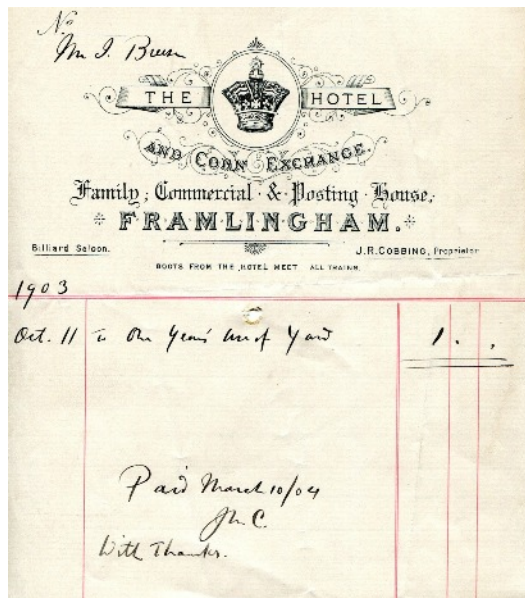 No
Mr I.
THE HOTEL
AND CORN EXCHANGE.
Family, Commercial & Posting House,
FRAMLINGHAM.
Billiard Saloon. J.R. COBBING, Proprietor
BOOTS FROM THE HOTEL MEET ALL TRAINS.
1903
Oct. 11 To One Years use of Yard 1 . .
Paid March 10/04
C.
With Thanks.